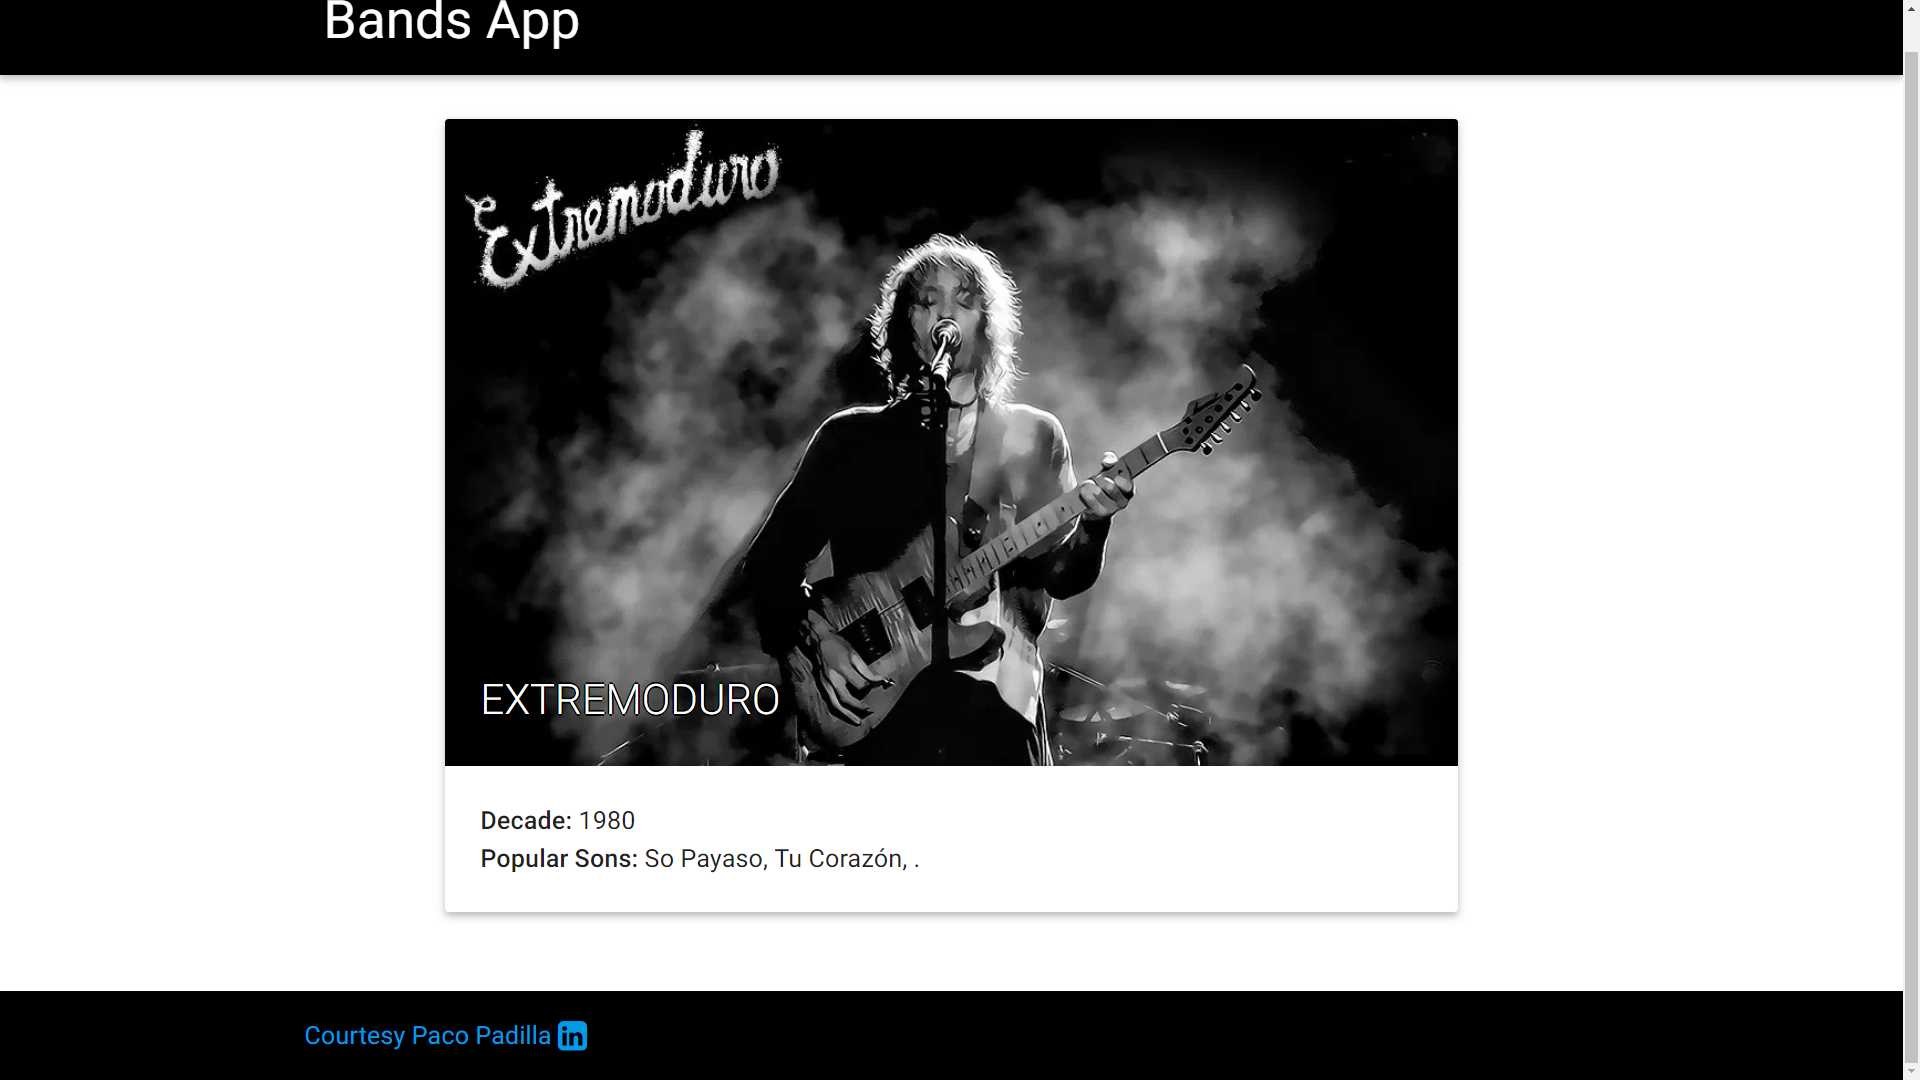 Bands App
Extremoduro
EXTREMODURO
Decade: 1980
Popular Sons: So Payaso, Tu Corazón, .
Courtesy Paco Padilla in